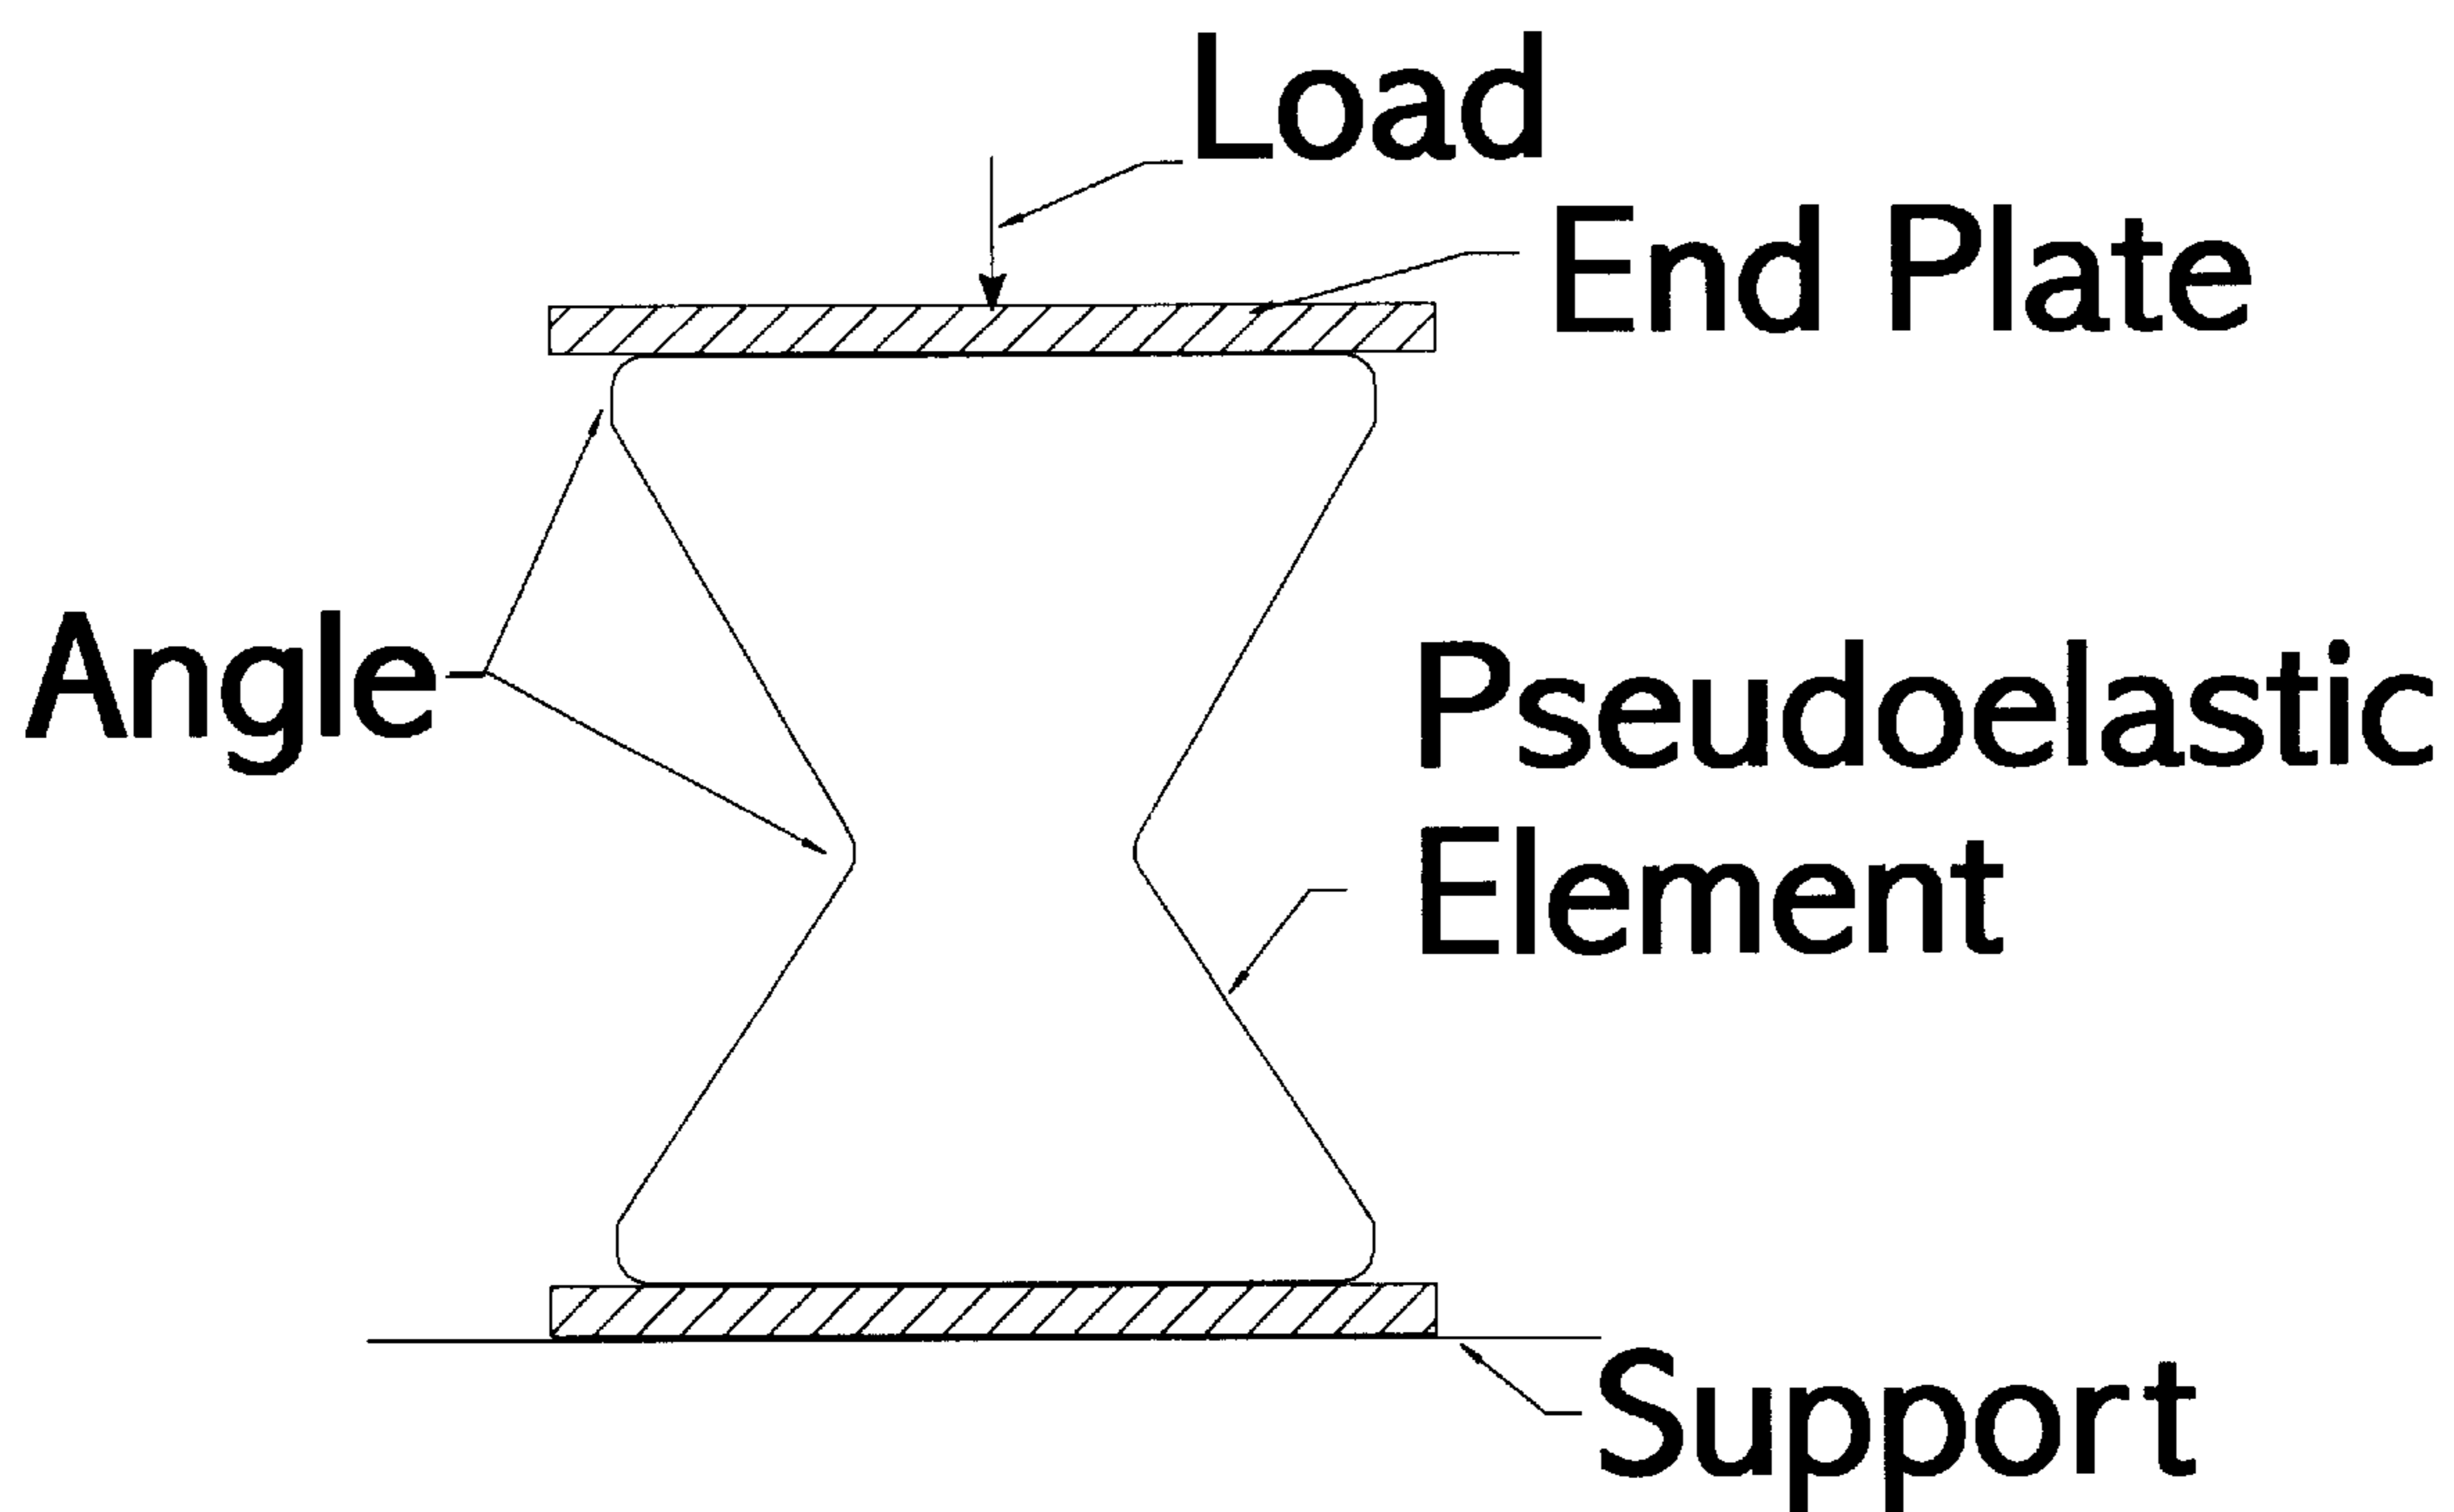 Load
End Plate
Angle
Pseudoelastic
Element
Support